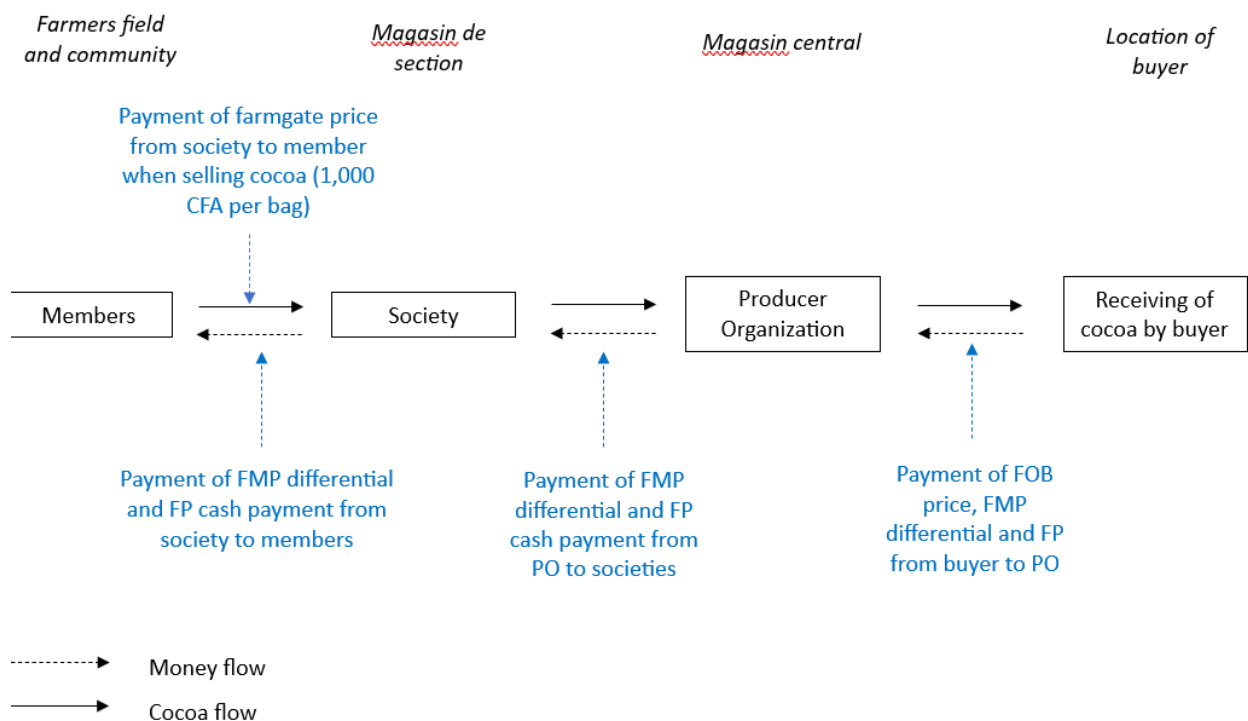 Farmers field
and community
Magasin de
section
Magasin central
Location of
buyer
Payment of farmgate price
from society to member
when selling cocoa (1,000
CFA per bag)
Members
Society
Producer
Organization
Receiving of
cocoa by buyer
Payment of FMP differential
and FP cash payment from
society to members
Payment of FMP
differential and FP
cash payment from
PO to societies
Payment of FOB
price, FMP
differential and FP
from buyer to PO
Money flow
Cocoa flow